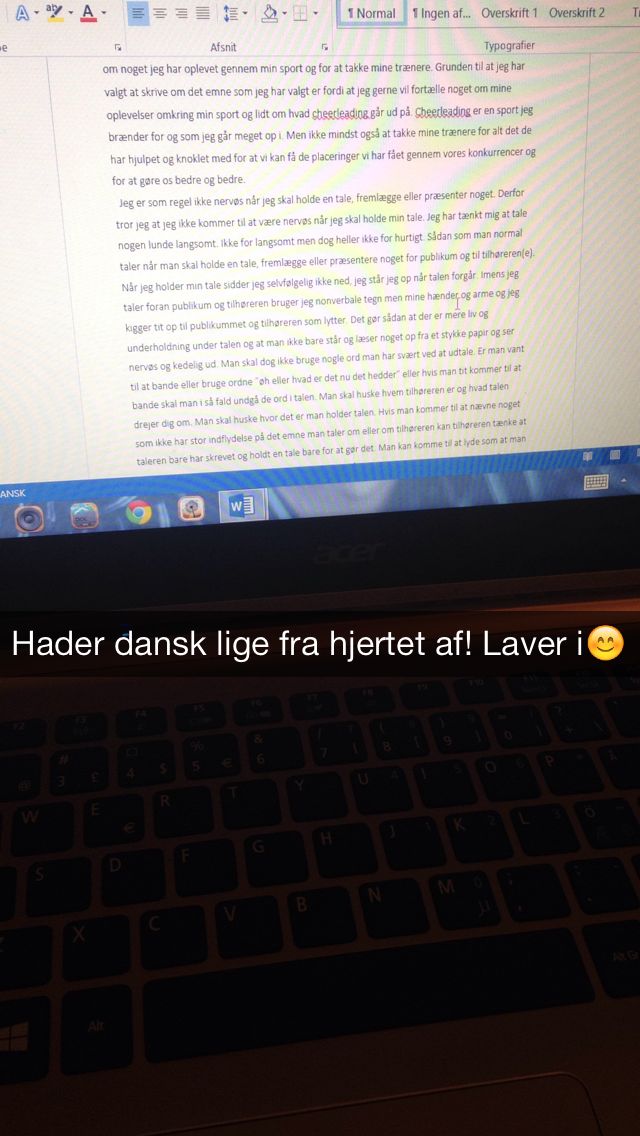 Normal
Ingen af...
Overskrift 1
Overskrift 2
Afsnit
Typografier
om noget jeg har oplevet gennem min sport og for at takke mine trænere. Grunden til at jeg har
valgt at skrive om det emne som jeg har valgt er fordi at jeg gerne vil fortælle noget om mine
oplevelser omkring min sport og lidt om hvad cheerleading går ud på. Cheerleading er en sport jeg
brænder for og som jeg går meget op i. Men ikke mindst også at takke mine trænere for alt det de
har hjulpet og knoklet med for at vi kan få de placeringer vi har fået gennem vores konkurrencer og
for at gøre os bedre og bedre.
Jeg er som regel ikke nervøs når jeg skal holde en tale, fremlægge eller præsenter noget. Derfor
tror jeg at jeg ikke kommer til at være nervøs når jeg skal holde min tale. Jeg har tænkt mig at tale
nogen lunde langsomt. Ikke for langsomt men dog heller ikke for hurtigt. Sådan som man normal
taler når man skal holde en tale, fremlægge eller præsentere noget for publikum og til tilhøreren(e).
Når jeg holder min tale sidder jeg selvfølgelig ikke ned, jeg står jeg op når talen forgår. Imens jeg
taler foran publikum og tilhøreren bruger jeg nonverbale tegn men mine hænder og arme og jeg
kigger tit op til publikummet og tilhøreren som lytter. Det gør sådan at der er mere liv og
underholdning under talen og at man ikke bare står og læser noget op fra et stykke papir og ser
nervøs og kedelig ud. Man skal dog ikke bruge nogle ord man har svært ved at udtale. Er man vant
til at bande eller bruge ordne "øh eller hvad er det nu det hedder" eller hvis man tit kommer til at
bande skal man i så fald undgå de ord i talen. Man skal huske hvem tilhøreren er og hvad talen
drejer dig om. Man skal huske hvor det er man holder talen. Hvis man kommer til at nævne noget
som ikke har stor indflydelse på det emne man taler om eller om tilhøreren kan tilhøreren tænke at
taleren bare har skrevet og holdt en tale bare for at gør det. Man kan komme til at lyde som at man
ANSK
acer
Hader dansk lige fra hjertet af! Laver i😊
F2 F3 F4 F5 F6 F7 F8 F9 F10
@ # 3 £ 4 $ % 5 € & 6 / 7 ( 8 ) 9 = 0 ? +
W E € R T Y U I O P Å
S D F G H J K L
X C V B N M
Alt
Alt Gr